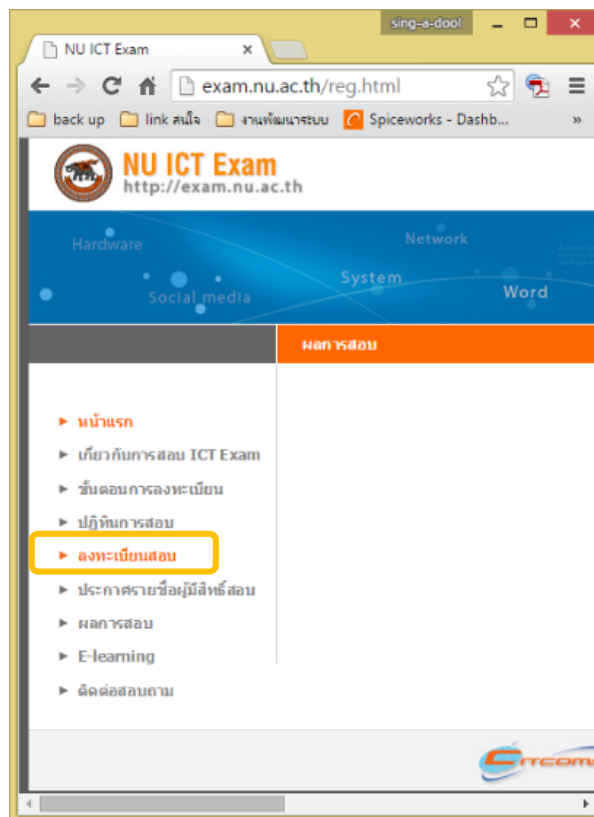 sing-a-dool
NU ICT Exam
exam.nu.ac.th/reg.html
back up
link สนใจ
งานพัฒนาระบบ
Spiceworks - Dashb...
»
NU ICT Exam
http://exam.nu.ac.th
Hardware
Network
System
Social media
Word
ผลการสอบ
หน้าแรก
เกี่ยวกับการสอบ ICT Exam
ขั้นตอนการลงทะเบียน
ปฏิทินการสอบ
ลงทะเบียนสอบ
ประกาศรายชื่อผู้มีสิทธิ์สอบ
ผลการสอบ
E-learning
ติดต่อสอบถาม
CITCOMS